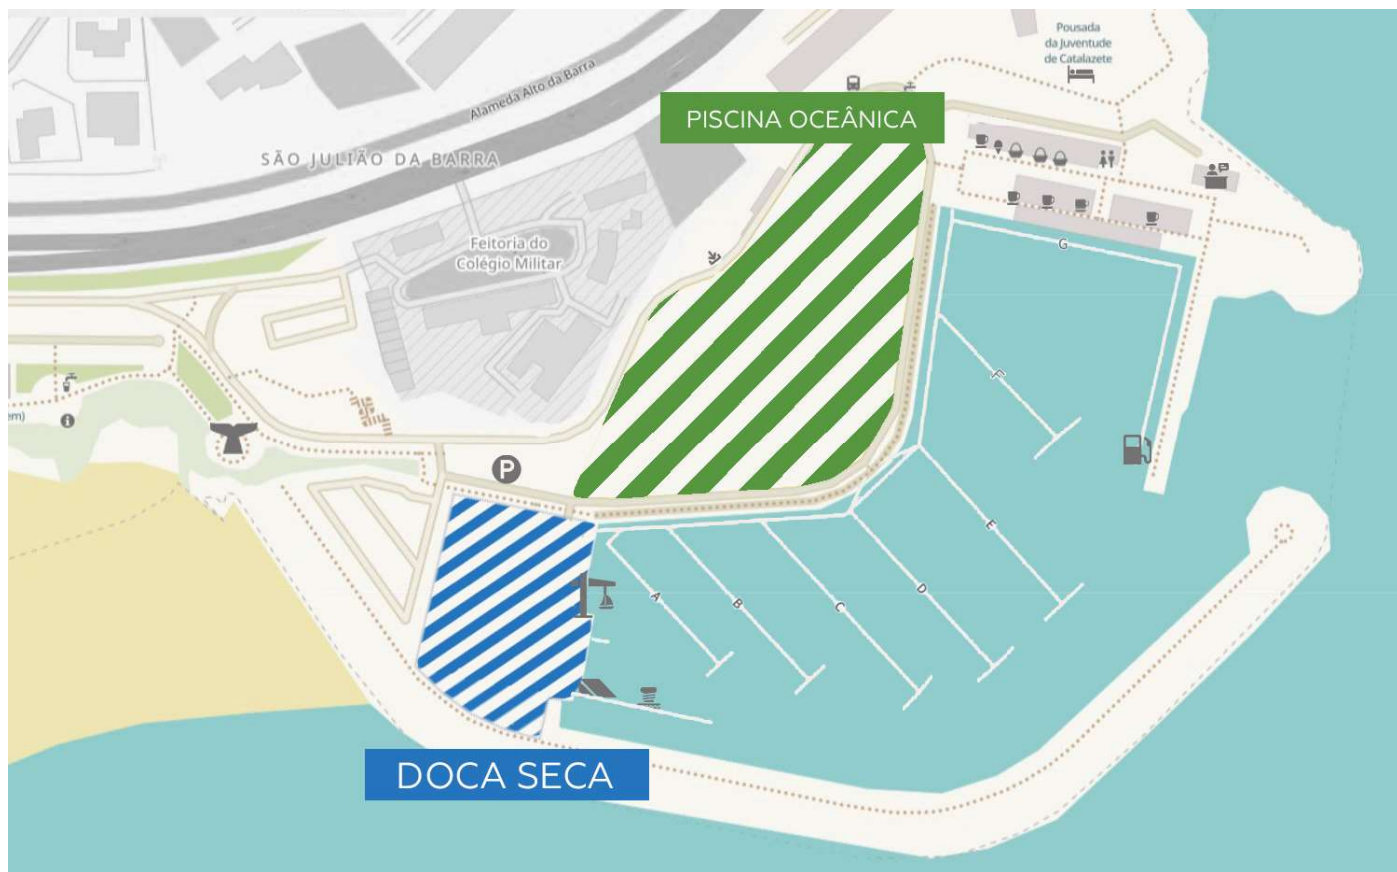 Pousada
da Juventude
de Catalazete
Alameda Alto da Barra
PISCINA OCEÂNICA
SÃO JULIÃO DA BARRA
Feitoria do
Colégio Militar
G
F
em)
P
E
A
B
C
D
DOCA SECA